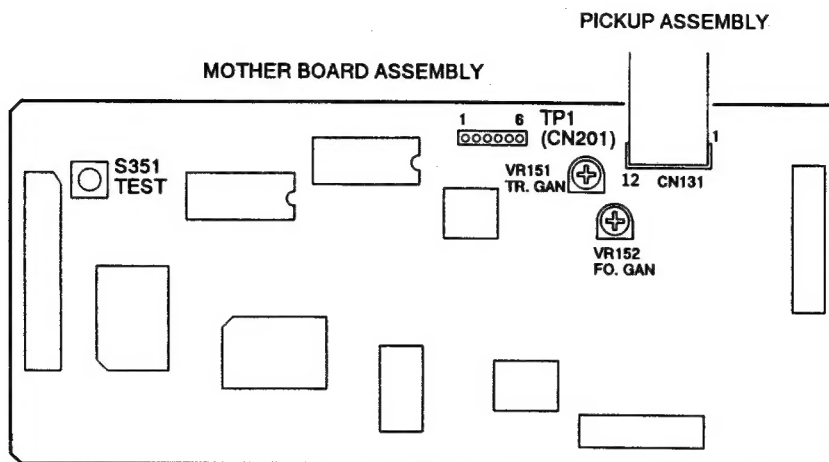 PICKUP ASSEMBLY
MOTHER BOARD ASSEMBLY
1 6 TP1
(CN201)
1
S351
TEST
VR151
TR. GAN
12 CN131
VR152
FO. GAN